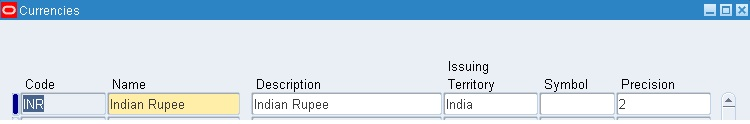 Currencies
Issuing
Code Name Description Territory Symbol Precision
INR Indian Rupee Indian Rupee India 2